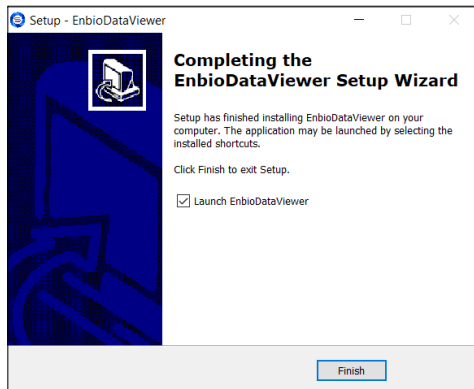 Setup - EnbioDataViewer
Completing the
EnbioDataViewer Setup Wizard
Setup has finished installing EnbioDataViewer on your
computer. The application may be launched by selecting the
installed shortcuts.
Click Finish to exit Setup.
Launch EnbioDataViewer
Finish